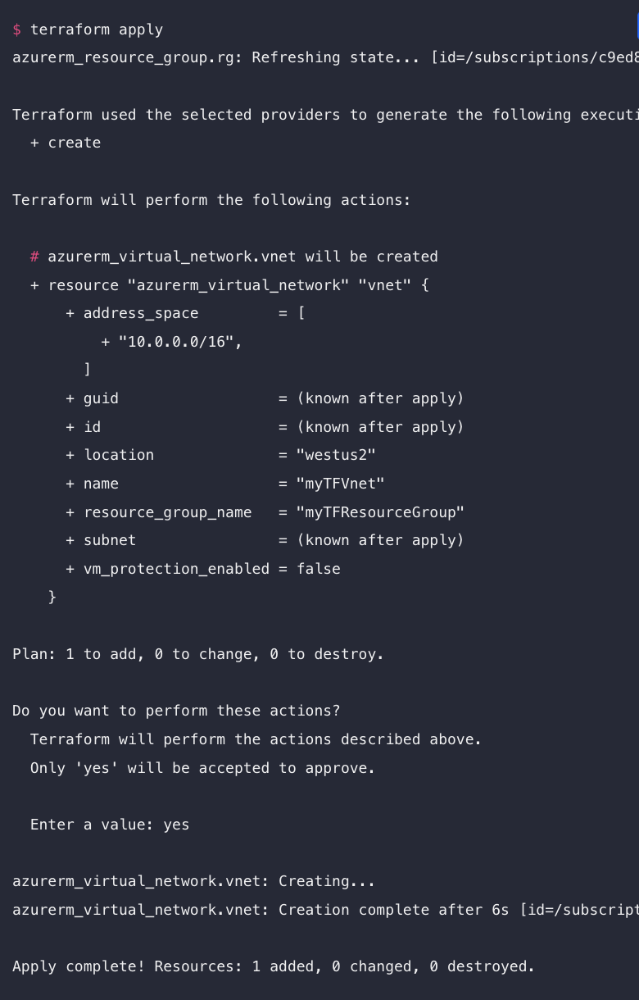 $ terraform apply
azurerm_resource_group.rg: Refreshing state... [id=/subscriptions/c9ed8

Terraform used the selected providers to generate the following executi
  + create

Terraform will perform the following actions:

  # azurerm_virtual_network.vnet will be created
  + resource "azurerm_virtual_network" "vnet" {
      + address_space         = [
          + "10.0.0.0/16",
        ]
      + guid                  = (known after apply)
      + id                    = (known after apply)
      + location              = "westus2"
      + name                  = "myTFVnet"
      + resource_group_name   = "myTFResourceGroup"
      + subnet                = (known after apply)
      + vm_protection_enabled = false
    }

Plan: 1 to add, 0 to change, 0 to destroy.

Do you want to perform these actions?
  Terraform will perform the actions described above.
  Only 'yes' will be accepted to approve.

  Enter a value: yes

azurerm_virtual_network.vnet: Creating...
azurerm_virtual_network.vnet: Creation complete after 6s [id=/subscript

Apply complete! Resources: 1 added, 0 changed, 0 destroyed.